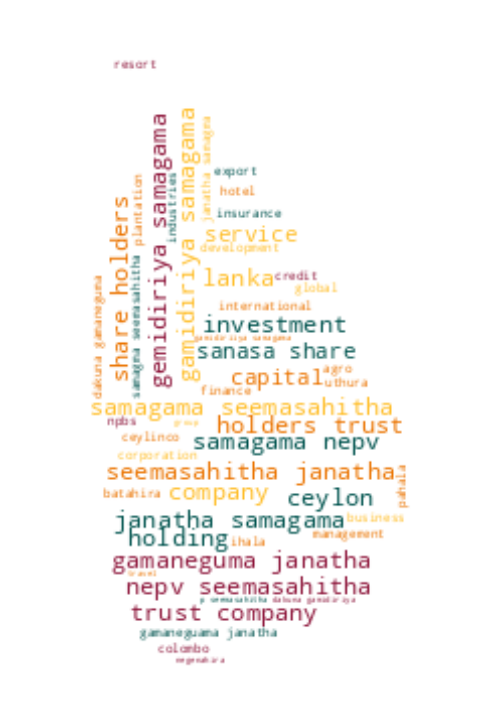 resort
gemidiriya samagama
gamidiriya samagama
janatha samagna
industries
plantation
share holders
samagna seemasahitha
dakuna gamaneguma
export
hotel
insurance
service
development
lanka
credit
global
international
investment
gamidiriya samagama
sanasa share
capital
agro
uthura
finance
samagama seemasahitha
npbs
holders trust
ceylinco
samagama nepv
corporation
seemasahitha janatha
pahala
batahira
company
ceylon
janatha samagama
business
holding
ihala
management
gamaneguma janatha
travel
nepv seemasahitha
p seemasahitha
dakuna gamidiriya
trust company
gamaneguama janatha
colombo
negenahira